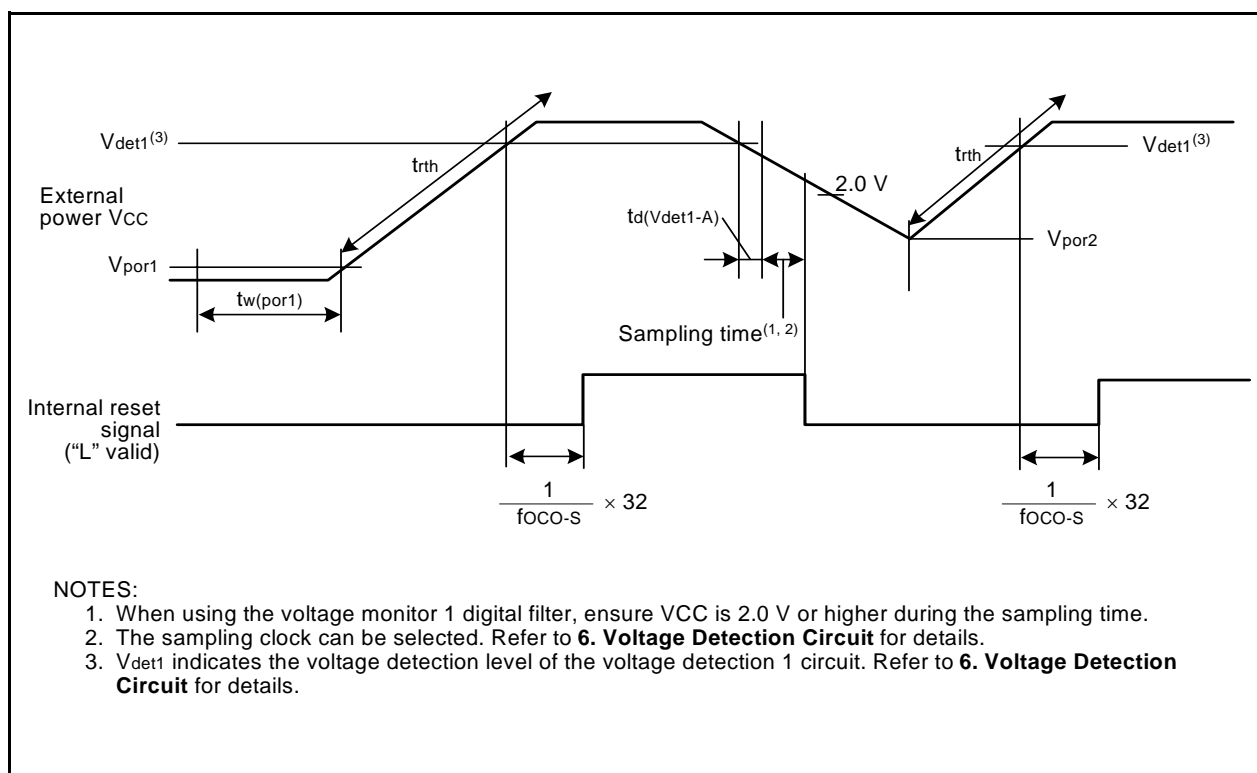 Vdet1(3)
trth
External
power VCC
Vpor1
tw(por1)
td(Vdet1-A)
2.0 V
Sampling time(1, 2)
trth
Vdet1(3)
Vpor2
Internal reset
signal
(“L” valid)
1
fOCO-S
× 32
1
fOCO-S
× 32
NOTES:
1. When using the voltage monitor 1 digital filter, ensure VCC is 2.0 V or higher during the sampling time.
2. The sampling clock can be selected. Refer to 6. Voltage Detection Circuit for details.
3. Vdet1 indicates the voltage detection level of the voltage detection 1 circuit. Refer to 6. Voltage Detection
Circuit for details.